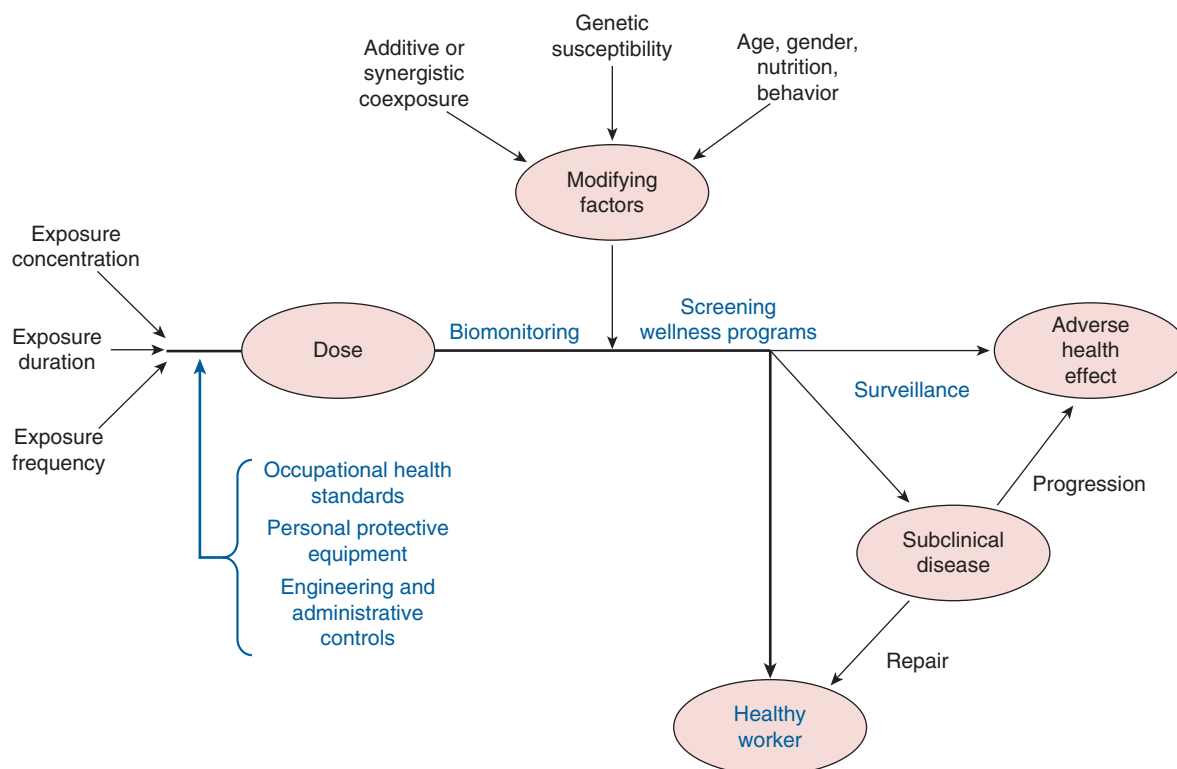 Genetic
susceptibility
Additive or
synergistic
coexposure
Age, gender,
nutrition,
behavior
Modifying
factors
Exposure
concentration
Exposure
duration
Exposure
frequency
Dose
Biomonitoring
Screening
wellness programs
Adverse
health
effect
Surveillance
Occupational health
standards
Personal protective
equipment
Engineering and
administrative
controls
Progression
Subclinical
disease
Repair
Healthy
worker